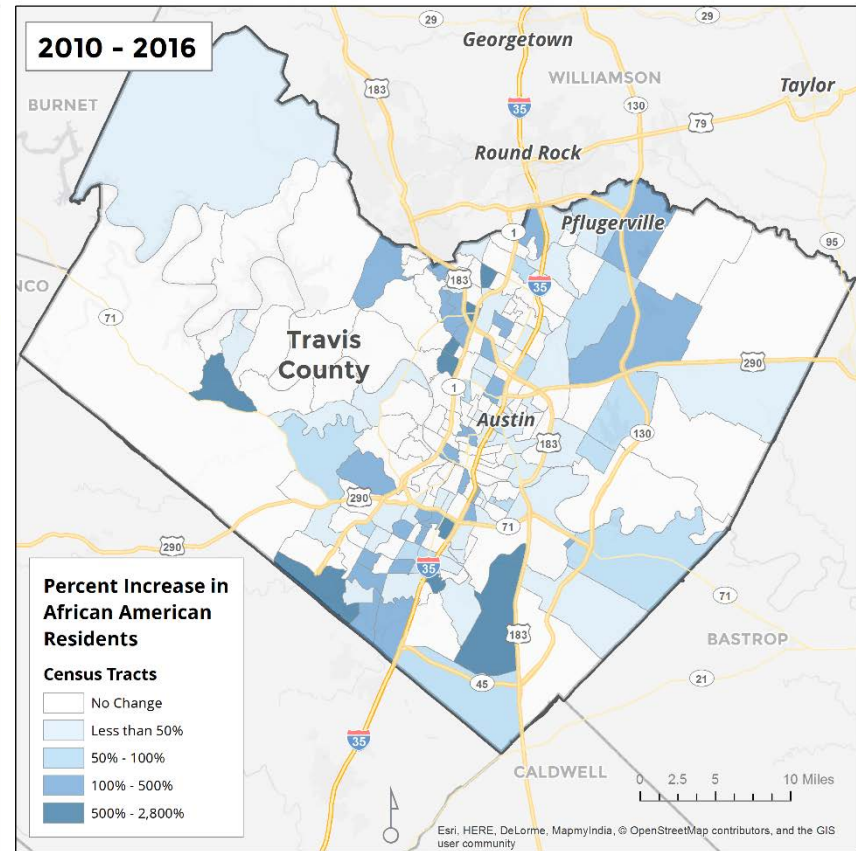 2010 - 2016
29
29
Georgetown
183
WILLIAMSON
Taylor
BURNET
35
130
79
Round Rock
1
Pflugerville
95
183
35
NCO
71
Travis
County
290
1
Austin
183
130
290
71
290
35
71
183
BASTROP
45
21
35
CALDWELL
Percent Increase in
African American
Residents
Census Tracts
No Change
Less than 50%
50% - 100%
100% - 500%
500% - 2,800%
0 2.5 5 10 Miles
Esri, HERE, DeLorme, MapmyIndia, © OpenStreetMap contributors, and the GIS
user community